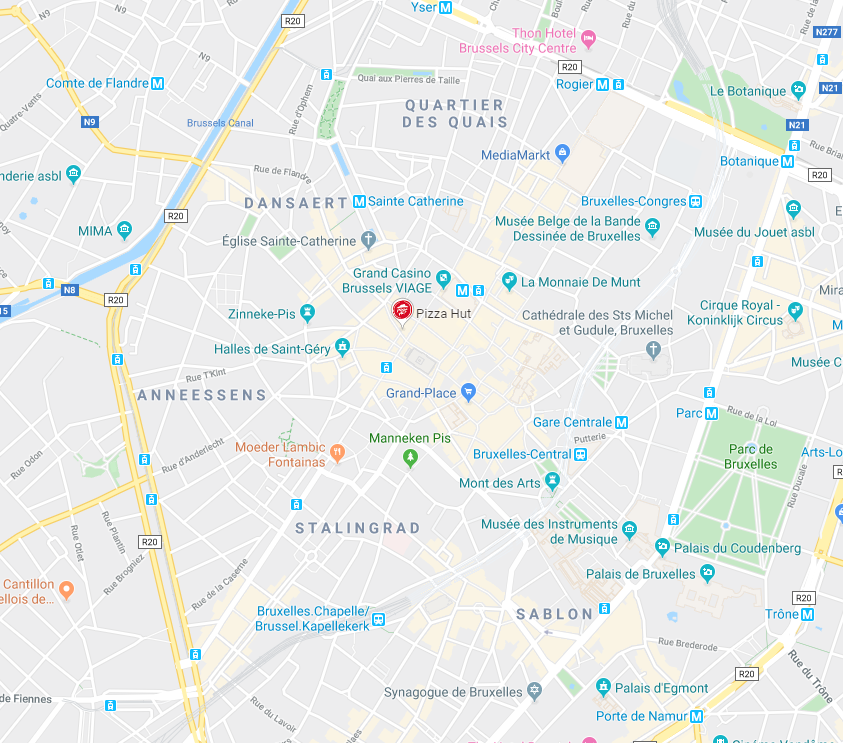 Yser
Thon Hotel
Brussels City Centre
R20
N277
R20
Comte de Flandre
Quai aux Pierres de Taille
Rogier
Le Botanique
N21
Rue d'Ophem
N9
N9
QUARTIER
DES QUAIS
Quatre-Vents
N9
Brussels Canal
N21
MediaMarkt
Botanique
Rue de Flandre
R20
nderie asbl
DANSAERT
Sainte Catherine
Bruxelles-Congres
R20
Musée Belge de la Bande
Dessinée de Bruxelles
Musée du Jouet asbl
MIMA
Église Sainte-Catherine
Grand Casino
Brussels VIAGE
La Monnaie De Munt
N8
R20
Zinneke-Pis
Pizza Hut
Cathédrale des Sts Michel
et Gudule, Bruxelles
Cirque Royal -
Koninklijk Circus
Halles de Saint-Géry
Musée C
Rue T'Kint
ANNEESSENS
Grand-Place
Gare Centrale
Parc
Rue de la Loi
Manneken Pis
Putterie
Rue d'Anderlecht
Moeder Lambic
Fontainas
Bruxelles-Central
Parc de
Bruxelles
Arts-Lo
Rue Odon
Mont des Arts
Rue Ducale
STALINGRAD
Musée des Instruments
de Musique
Rue Plantin
Rue Otlet
R20
Palais du Coudenberg
Rue Brogniez
Rue de la Caserne
Palais de Bruxelles
Cantillon
ellois de...
R20
Bruxelles.Chapelle/
Brussel.Kapellekerk
SABLON
Trône
Rue Brederode
R20
Rue du Trône
Synagogue de Bruxelles
Palais d'Egmont
de Fiennes
Rue du Lavoir
Porte de Namur